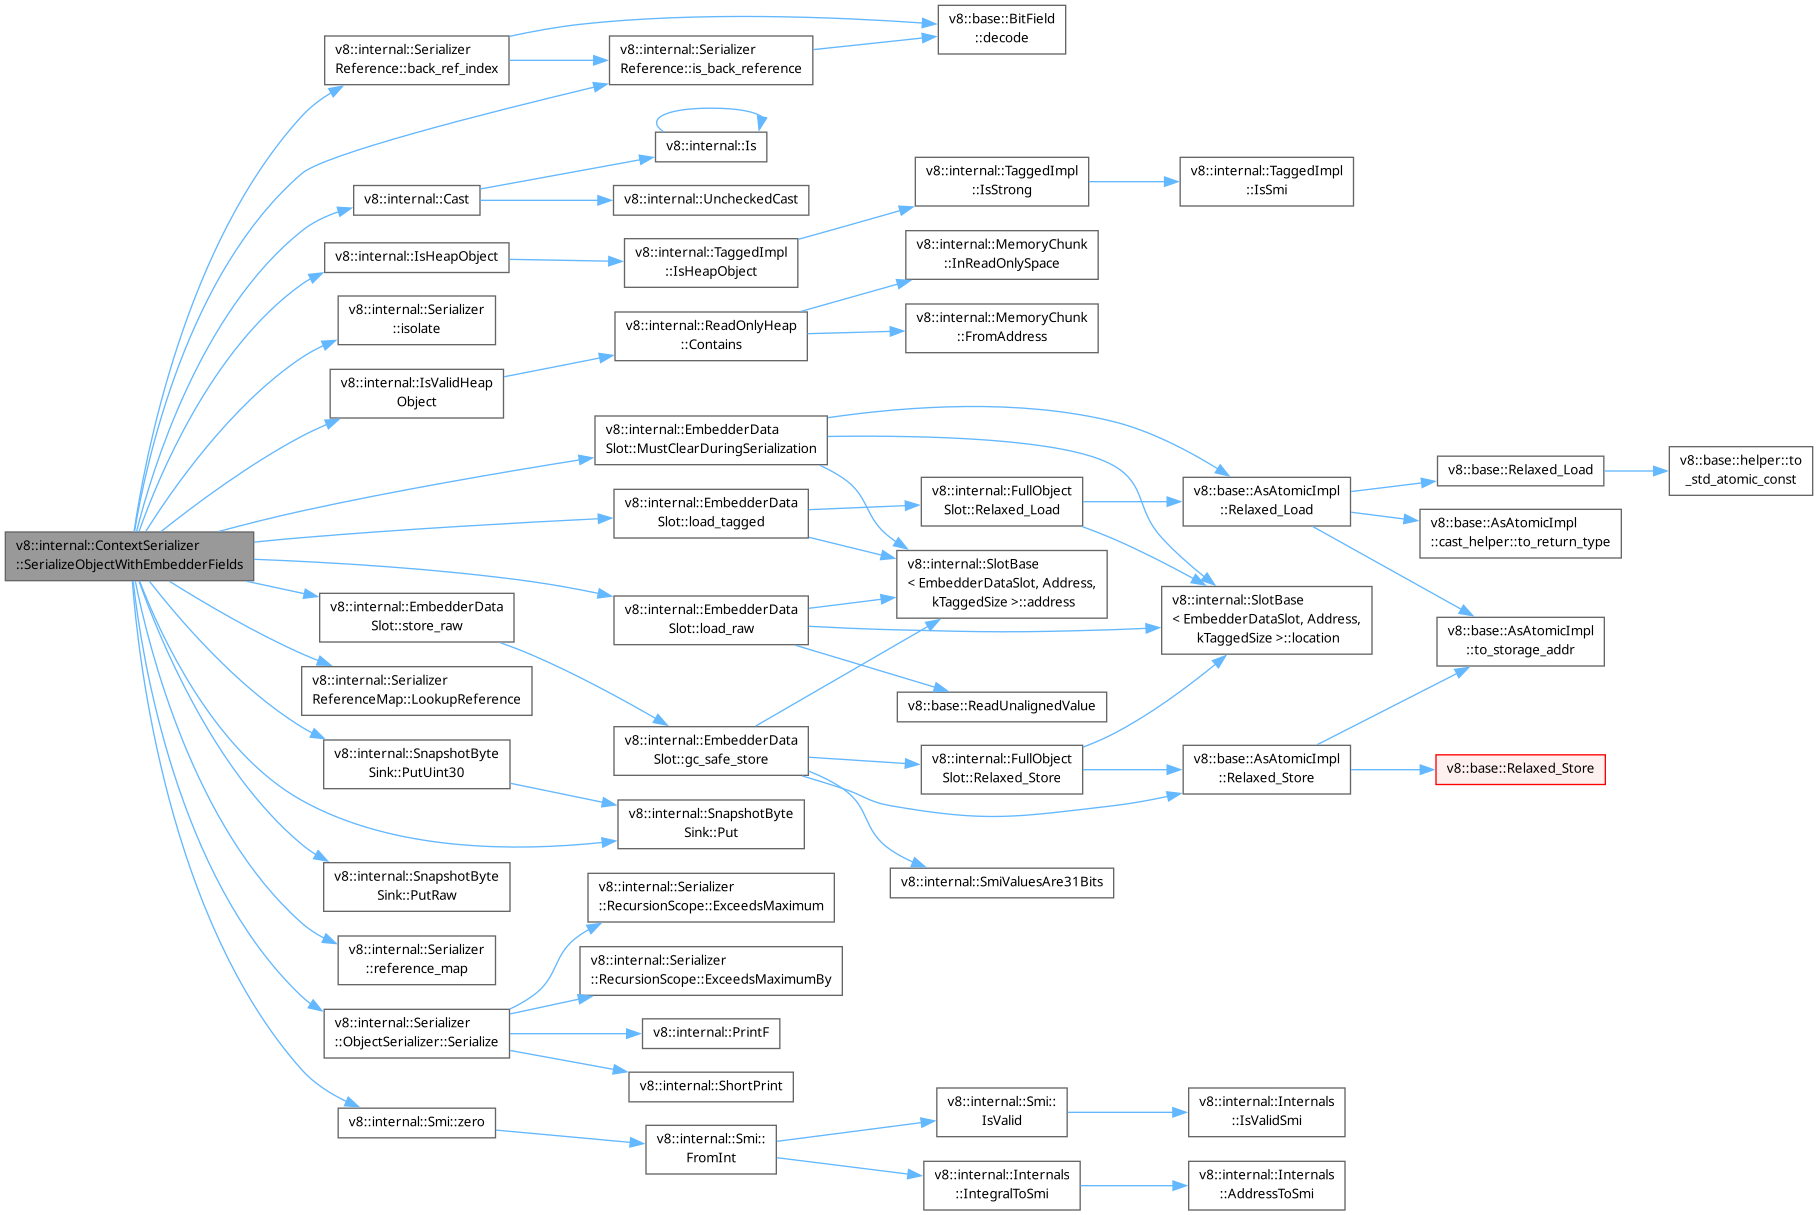 v8::internal::ContextSerializer
::SerializeObjectWithEmbedderFields
v8::internal::Serializer
Reference::back_ref_index
v8::internal::Serializer
Reference::is_back_reference
v8::base::BitField
::decode
v8::internal::Cast
v8::internal::Is
v8::internal::UncheckedCast
v8::internal::IsHeapObject
v8::internal::TaggedImpl
::IsHeapObject
v8::internal::TaggedImpl
::IsStrong
v8::internal::TaggedImpl
::IsSmi
v8::internal::Serializer
::isolate
v8::internal::IsValidHeap
Object
v8::internal::ReadOnlyHeap
::Contains
v8::internal::MemoryChunk
::InReadOnlySpace
v8::internal::MemoryChunk
::FromAddress
v8::internal::EmbedderData
Slot::MustClearDuringSerialization
v8::internal::EmbedderData
Slot::load_tagged
v8::internal::FullObject
Slot::Relaxed_Load
v8::internal::SlotBase
< EmbedderDataSlot, Address,
kTaggedSize >::address
v8::base::AsAtomicImpl
::Relaxed_Load
v8::base::Relaxed_Load
v8::base::helper::to
_std_atomic_const
v8::base::AsAtomicImpl
::cast_helper::to_return_type
v8::internal::SlotBase
< EmbedderDataSlot, Address,
kTaggedSize >::location
v8::base::AsAtomicImpl
::to_storage_addr
v8::internal::EmbedderData
Slot::load_raw
v8::base::ReadUnalignedValue
v8::internal::EmbedderData
Slot::store_raw
v8::internal::EmbedderData
Slot::gc_safe_store
v8::internal::FullObject
Slot::Relaxed_Store
v8::base::AsAtomicImpl
::Relaxed_Store
v8::base::Relaxed_Store
v8::internal::SmiValuesAre31Bits
v8::internal::Serializer
ReferenceMap::LookupReference
v8::internal::SnapshotByte
Sink::PutUint30
v8::internal::SnapshotByte
Sink::Put
v8::internal::SnapshotByte
Sink::PutRaw
v8::internal::Serializer
::reference_map
v8::internal::Serializer
::ObjectSerializer::Serialize
v8::internal::Serializer
::RecursionScope::ExceedsMaximum
v8::internal::Serializer
::RecursionScope::ExceedsMaximumBy
v8::internal::PrintF
v8::internal::ShortPrint
v8::internal::Smi::zero
v8::internal::Smi::
FromInt
v8::internal::Smi::
IsValid
v8::internal::Internals
::IsValidSmi
v8::internal::Internals
::IntegralToSmi
v8::internal::Internals
::AddressToSmi